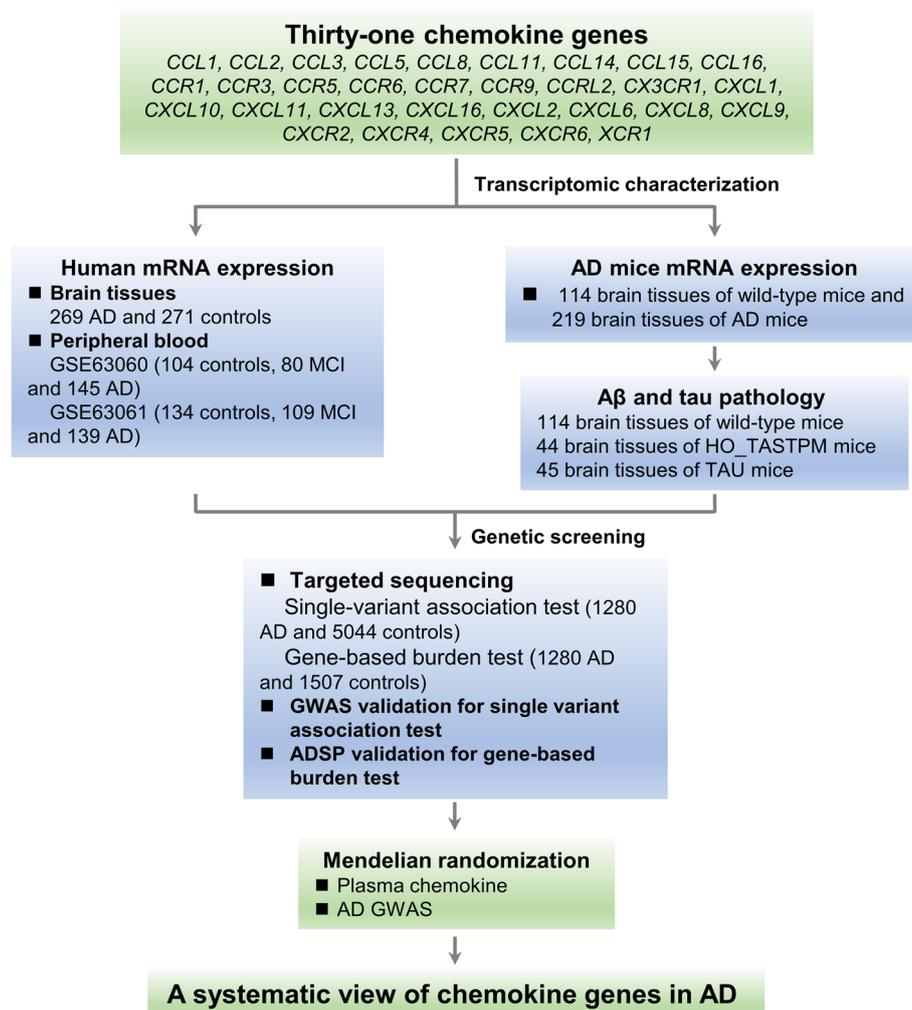 Thirty-one chemokine genes
CCL1, CCL2, CCL3, CCL5, CCL8, CCL11, CCL14, CCL15, CCL16,
CCR1, CCR3, CCR5, CCR6, CCR7, CCR9, CCRL2, CX3CR1, CXCL1,
CXCL10, CXCL11, CXCL13, CXCL16, CXCL2, CXCL6, CXCL8, CXCL9,
CXCR2, CXCR4, CXCR5, CXCR6, XCR1
Transcriptomic characterization
Human mRNA expression
■ Brain tissues
269 AD and 271 controls
■ Peripheral blood
GSE63060 (104 controls, 80 MCI
and 145 AD)
GSE63061 (134 controls, 109 MCI
and 139 AD)
AD mice mRNA expression
■ 114 brain tissues of wild-type mice and
219 brain tissues of AD mice
Aβ and tau pathology
114 brain tissues of wild-type mice
44 brain tissues of HO_TASTPM mice
45 brain tissues of TAU mice
Genetic screening
■ Targeted sequencing
Single-variant association test (1280
AD and 5044 controls)
Gene-based burden test (1280 AD
and 1507 controls)
■ GWAS validation for single variant
association test
■ ADSP validation for gene-based
burden test
Mendelian randomization
■ Plasma chemokine
■ AD GWAS
A systematic view of chemokine genes in AD